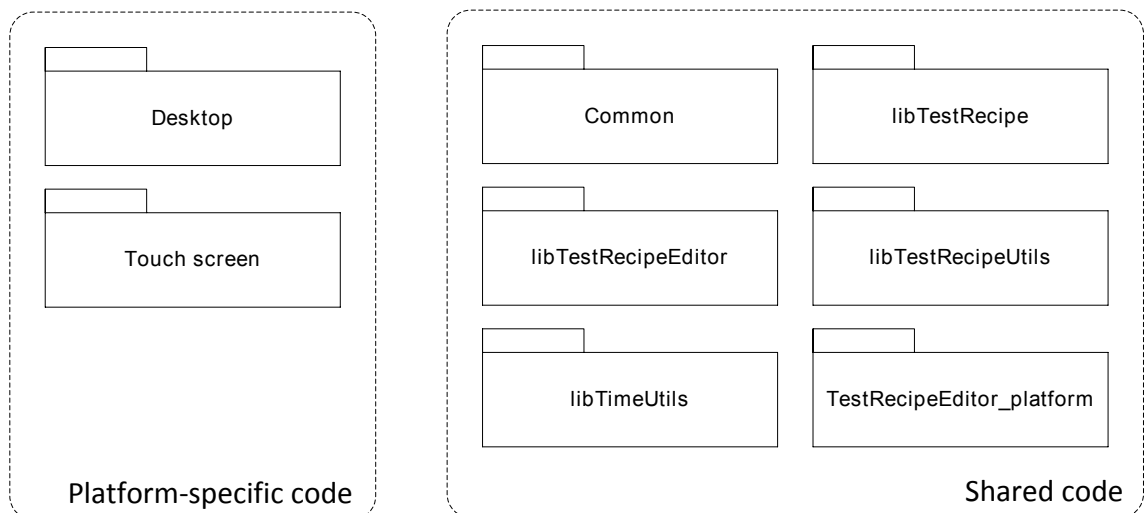 Desktop
Touch screen
Platform-specific code
Common
libTestRecipe
libTestRecipeEditor
libTestRecipeUtils
libTimeUtils
TestRecipeEditor_platform
Shared code